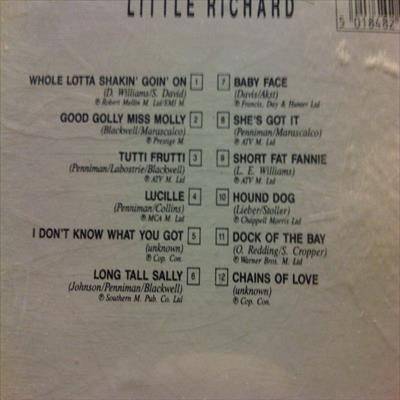 LITTLE RICHARD
5 018482
WHOLE LOTTA SHAKIN' GOIN' ON 1
(D. Williams/S. David)
℗ Robert Mellin M. Ltd/EMI M.
GOOD GOLLY MISS MOLLY 2
(Blackwell/Marascalco)
℗ Prestige M.
TUTTI FRUTTI 3
(Penniman/Labostrie/Blackwell)
℗ ATV M. Ltd
LUCILLE 4
(Penniman/Collins)
℗ MCA M. Ltd
I DON'T KNOW WHAT YOU GOT 5
(unknown)
℗ Cop. Con.
LONG TALL SALLY 6
(Johnson/Penniman/Blackwell)
℗ Southern M. Pub. Co. Ltd
7 BABY FACE
(Davis/Akst)
℗ Francis, Day & Hunter Ltd
8 SHE'S GOT IT
(Penniman/Marascalco)
℗ ATV M. Ltd
9 SHORT FAT FANNIE
(L. E. Williams)
℗ ATV M. Ltd
10 HOUND DOG
(Lieber/Stoller)
℗ Chappell Morris Ltd
11 DOCK OF THE BAY
(O. Redding/S. Cropper)
℗ Warner Bros. M. Ltd
12 CHAINS OF LOVE
(unknown)
℗ Cop. Con.